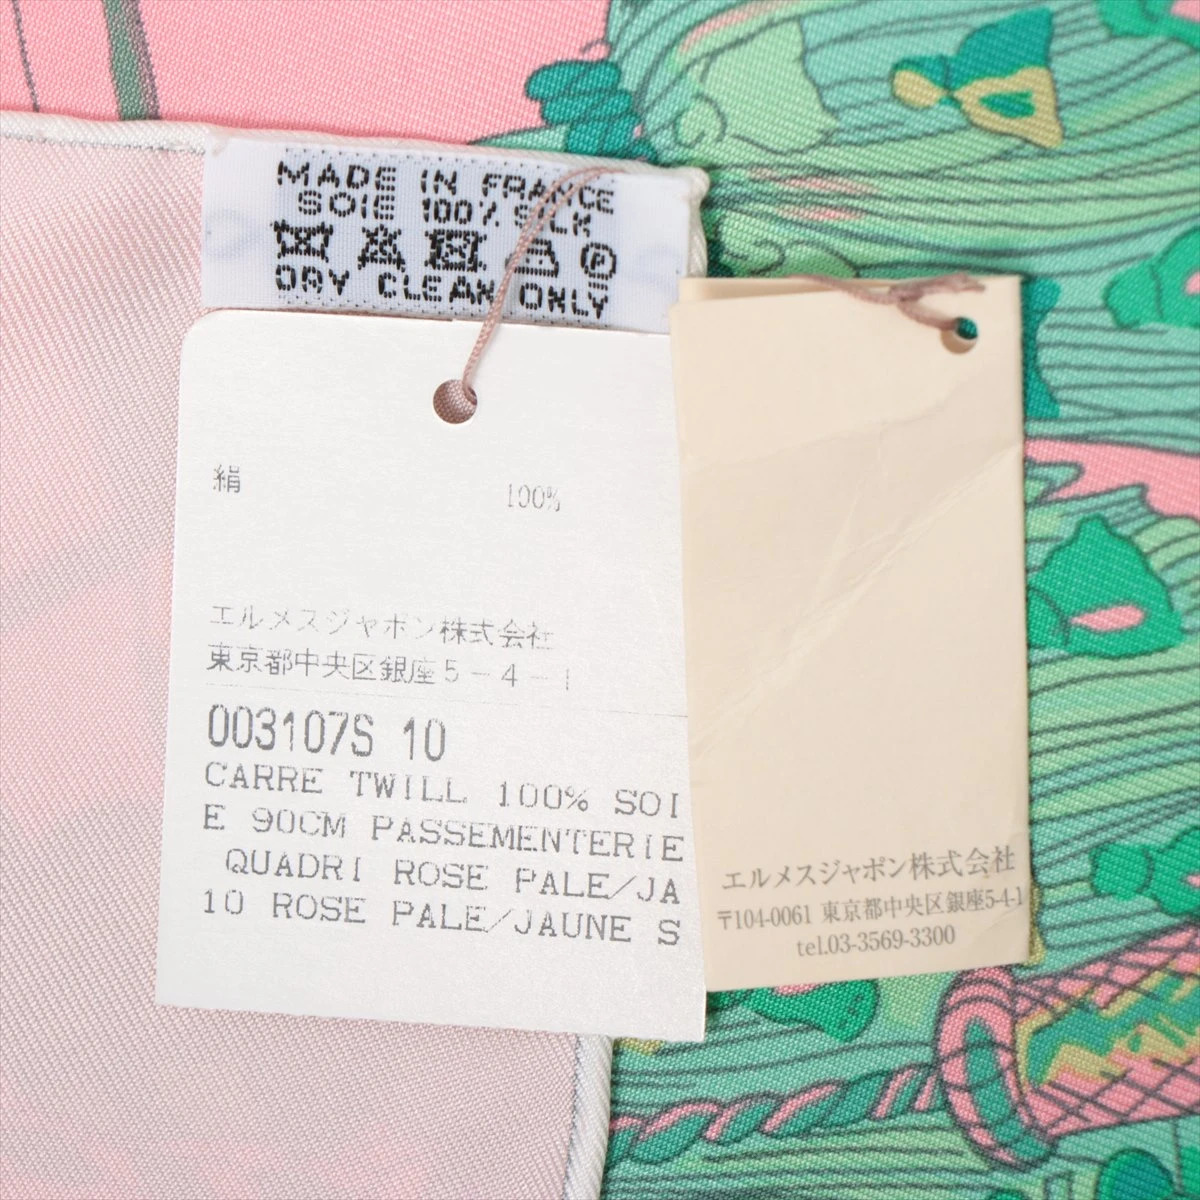 MADE IN FRANCE
SOIE 100% SILK
P
DRY CLEAN ONLY
絹 100%
エルメスジャポン株式会社
東京都中央区銀座5-4-1
003107S 10
CARRE TWILL 100% SOI
E 90CM PASSEMENTERIE
QUADRI ROSE PALE/JA
10 ROSE PALE/JAUNE S
エルメスジャポン株式会社
〒104-0061 東京都中央区銀座5-4-1
tel.03-3569-3300